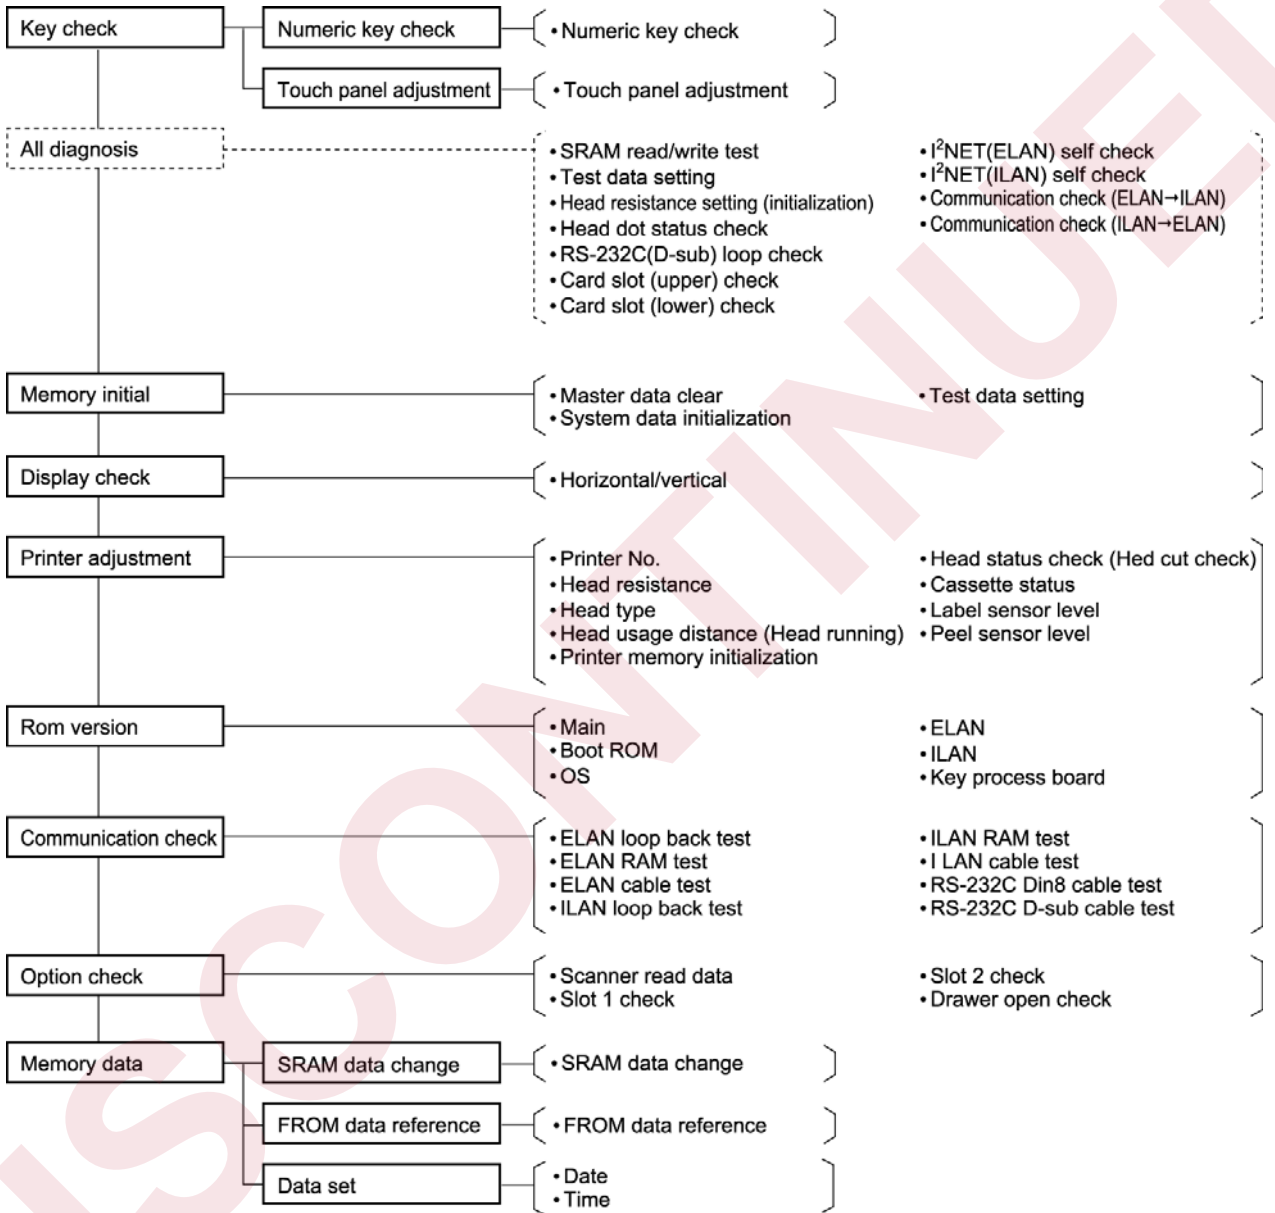 Key check
Numeric key check
•Numeric key check
Touch panel adjustment
•Touch panel adjustment
All diagnosis
•SRAM read/write test
•Test data setting
•Head resistance setting (initialization)
•Head dot status check
•RS-232C(D-sub) loop check
•Card slot (upper) check
•Card slot (lower) check
•I²NET(ELAN) self check
•I²NET(ILAN) self check
•Communication check (ELAN→ILAN)
•Communication check (ILAN→ELAN)
Memory initial
•Master data clear
•System data initialization
•Test data setting
Display check
•Horizontal/vertical
Printer adjustment
•Printer No.
•Head resistance
•Head type
•Head usage distance (Head running)
•Printer memory initialization
•Head status check (Hed cut check)
•Cassette status
•Label sensor level
•Peel sensor level
Rom version
•Main
•Boot ROM
•OS
•ELAN
•ILAN
•Key process board
Communication check
•ELAN loop back test
•ELAN RAM test
•ELAN cable test
•ILAN loop back test
•ILAN RAM test
•I LAN cable test
•RS-232C Din8 cable test
•RS-232C D-sub cable test
Option check
•Scanner read data
•Slot 1 check
•Slot 2 check
•Drawer open check
Memory data
SRAM data change
•SRAM data change
FROM data reference
•FROM data reference
Data set
•Date
•Time
ISCONTINUE